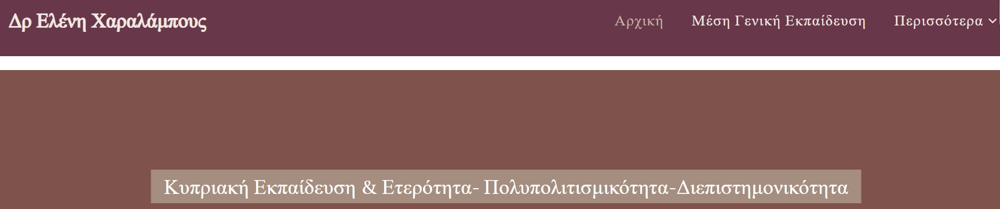 Δρ Ελένη Χαραλάμπους
Αρχική Μέση Γενική Εκπαίδευση Περισσότερα
Κυπριακή Εκπαίδευση & Ετερότητα- Πολυπολιτισμικότητα-Διεπιστημονικότητα